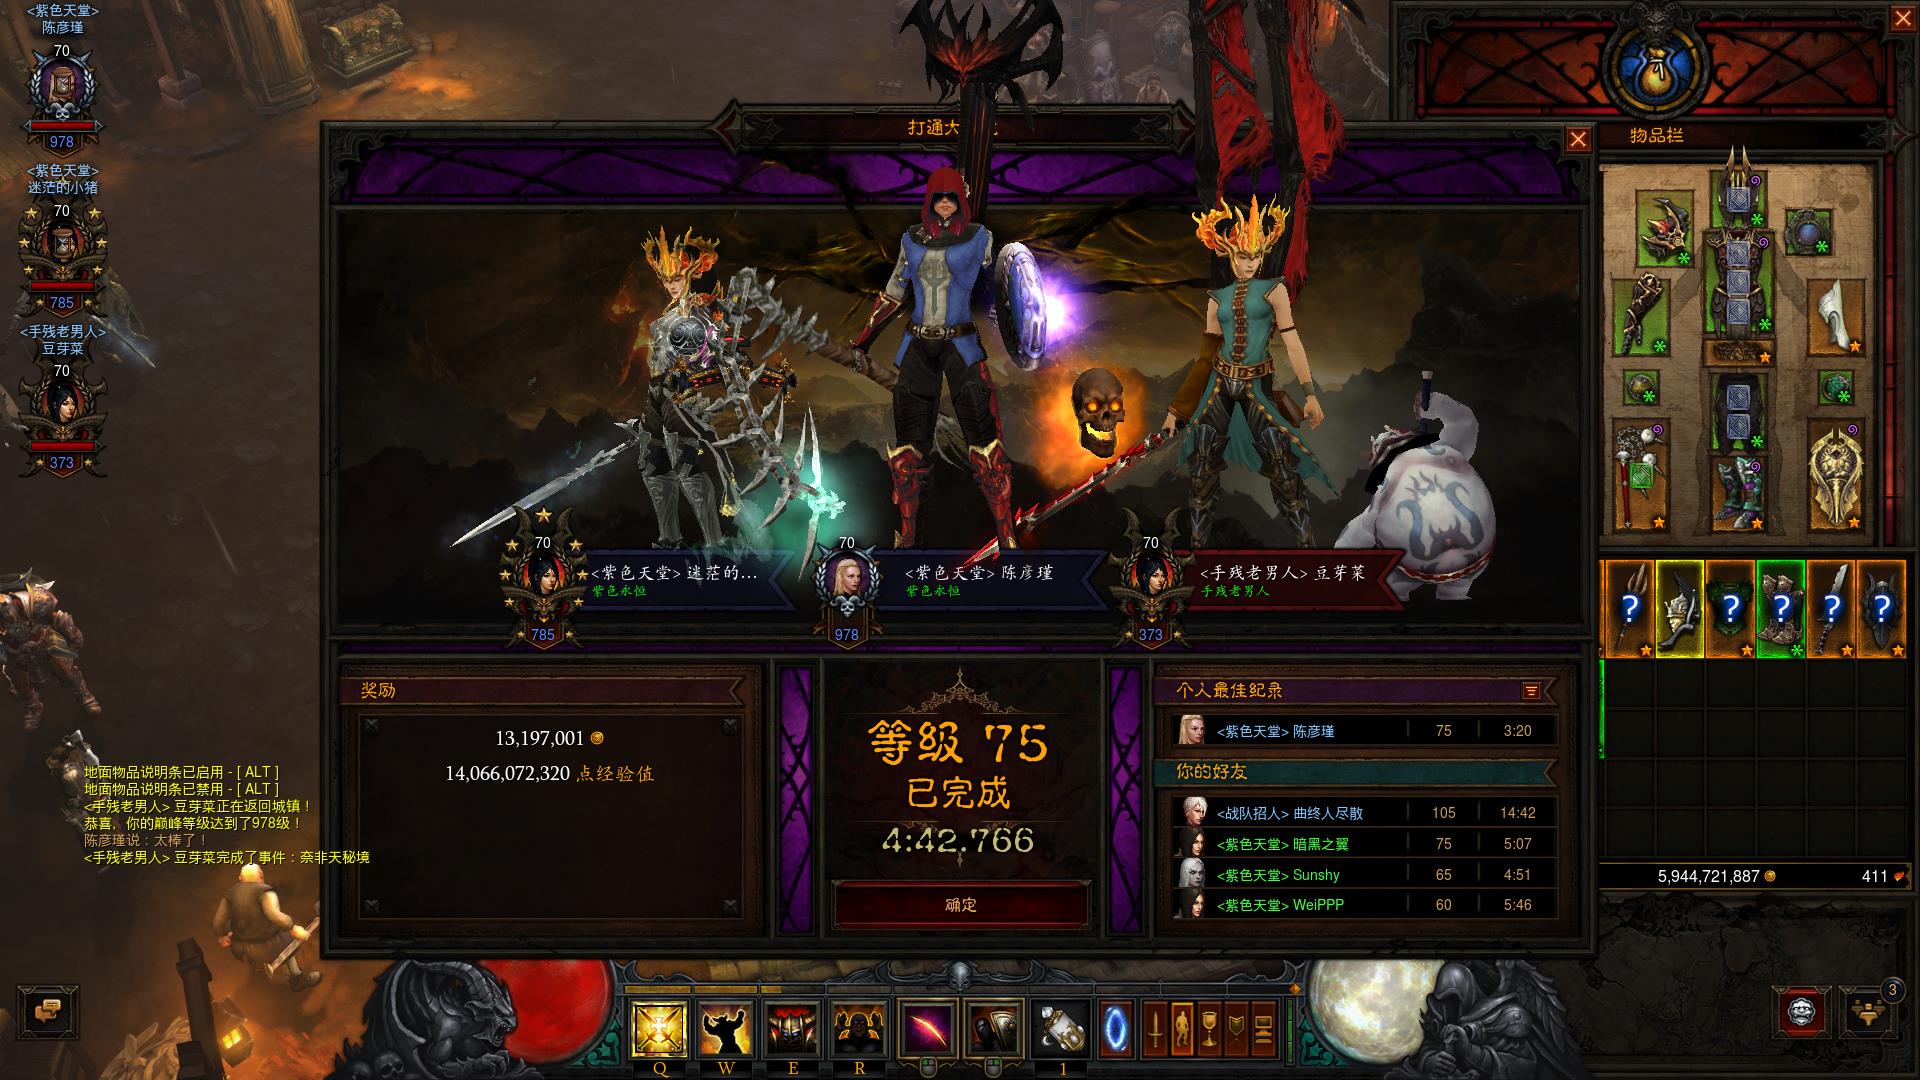 <紫色天堂>
陈彦瑾
70
978
<紫色天堂>
迷茫的小猪
70
785
<手残老男人>
豆芽菜
70
373
打通大
物品栏
70
<紫色天堂> 迷茫的...
紫色永恒
785
70
<紫色天堂> 陈彦瑾
紫色永恒
978
70
<手残老男人> 豆芽菜
手残老男人
373
奖励
13,197,001
14,066,072,320 点经验值
等级 75
已完成
4:42.766
确定
个人最佳纪录
<紫色天堂> 陈彦瑾 75 3:20
你的好友
<战队招人> 曲终人尽散 105 14:42
<紫色天堂> 暗黑之翼 75 5:07
<紫色天堂> Sunshy 65 4:51
<紫色天堂> WeiPPP 60 5:46
? ? ? ? ?
5,944,721,887 411
地面物品说明条已启用 - [ ALT ]
地面物品说明条已禁用 - [ ALT ]
<手残老男人> 豆芽菜正在返回城镇！
恭喜，你的巅峰等级达到了978级！
陈彦瑾说：太棒了！
<手残老男人> 豆芽菜完成了事件：奈非天秘境
Q W E R 1
3